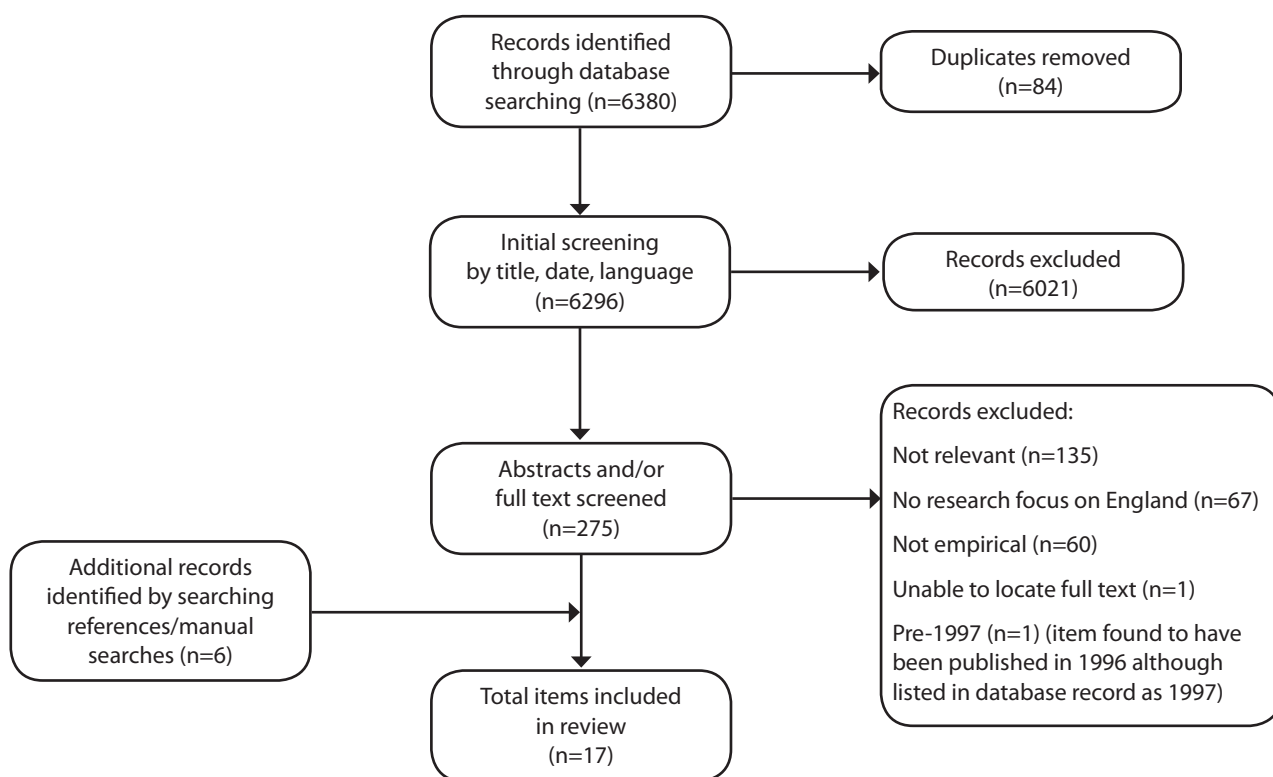 Records identified
through database
searching (n=6380)
Duplicates removed
(n=84)
Initial screening
by title, date, language
(n=6296)
Records excluded
(n=6021)
Abstracts and/or
full text screened
(n=275)
Records excluded:
Not relevant (n=135)
No research focus on England (n=67)
Not empirical (n=60)
Unable to locate full text (n=1)
Pre-1997 (n=1) (item found to have
been published in 1996 although
listed in database record as 1997)
Additional records
identified by searching
references/manual
searches (n=6)
Total items included
in review
(n=17)